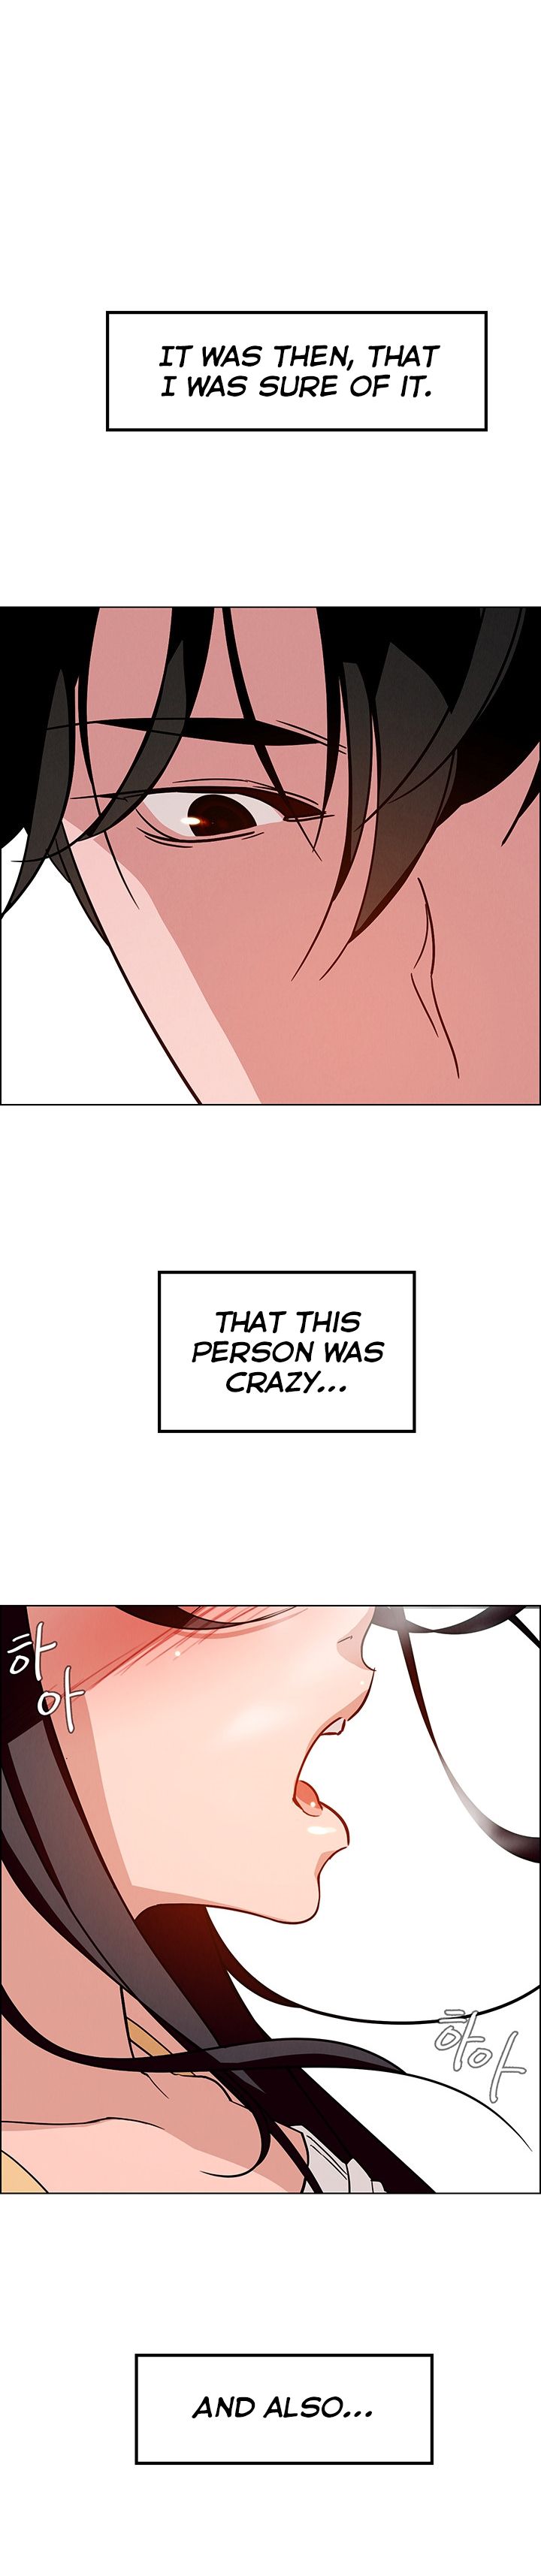 IT WAS THEN, THAT
I WAS SURE OF IT.
THAT THIS
PERSON WAS
CRAZY...
하
아
하아
AND ALSO...